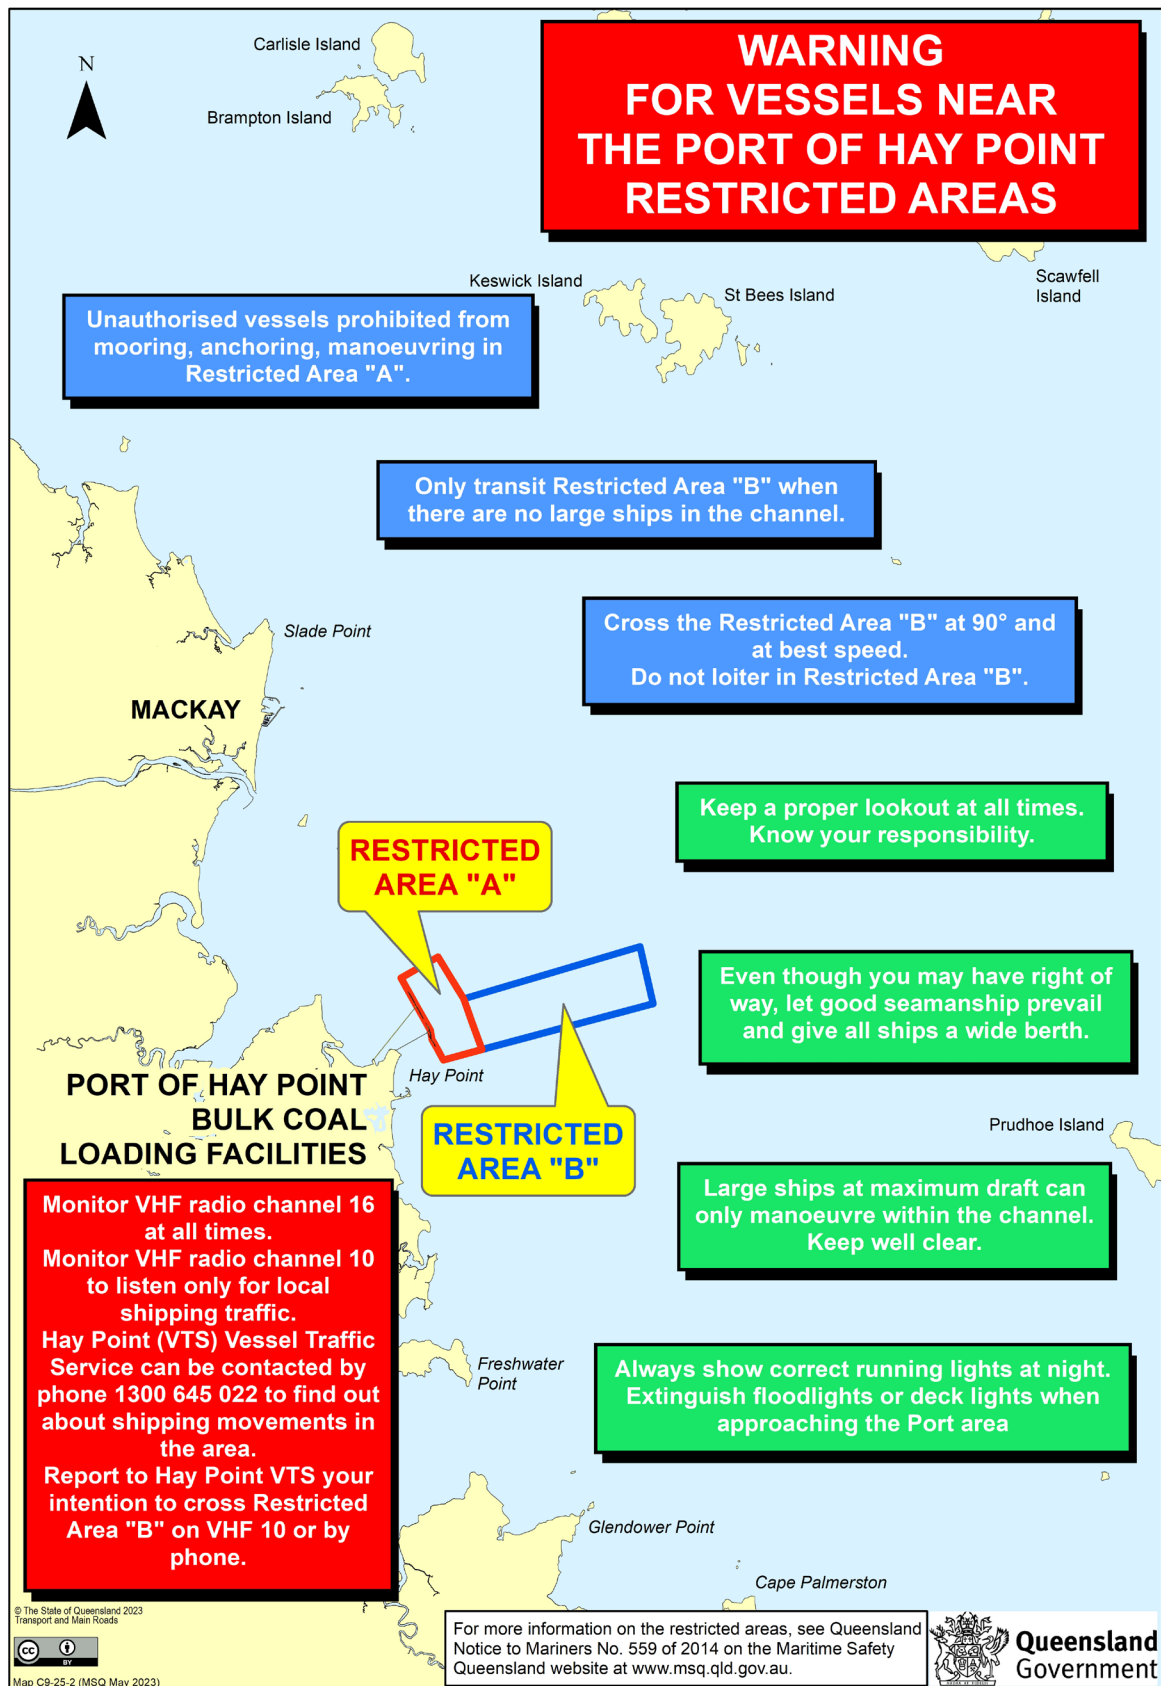 WARNING
FOR VESSELS NEAR
THE PORT OF HAY POINT
RESTRICTED AREAS
N
Carlisle Island
Brampton Island
Keswick Island
St Bees Island
Scawfell
Island
Unauthorised vessels prohibited from
mooring, anchoring, manoeuvring in
Restricted Area "A".
Only transit Restricted Area "B" when
there are no large ships in the channel.
Cross the Restricted Area "B" at 90° and
at best speed.
Do not loiter in Restricted Area "B".
Slade Point
MACKAY
Keep a proper lookout at all times.
Know your responsibility.
RESTRICTED
AREA "A"
Even though you may have right of
way, let good seamanship prevail
and give all ships a wide berth.
Hay Point
PORT OF HAY POINT
BULK COAL
LOADING FACILITIES
RESTRICTED
AREA "B"
Prudhoe Island
Large ships at maximum draft can
only manoeuvre within the channel.
Keep well clear.
Monitor VHF radio channel 16
at all times.
Monitor VHF radio channel 10
to listen only for local
shipping traffic.
Hay Point (VTS) Vessel Traffic
Service can be contacted by
phone 1300 645 022 to find out
about shipping movements in
the area.
Report to Hay Point VTS your
intention to cross Restricted
Area "B" on VHF 10 or by
phone.
Freshwater
Point
Always show correct running lights at night.
Extinguish floodlights or deck lights when
approaching the Port area
Glendower Point
Cape Palmerston
© The State of Queensland 2023
Transport and Main Roads
cc
BY
Map C9-25-2 (MSQ May 2023)
For more information on the restricted areas, see Queensland
Notice to Mariners No. 559 of 2014 on the Maritime Safety
Queensland website at www.msq.qld.gov.au.
Queensland
Government